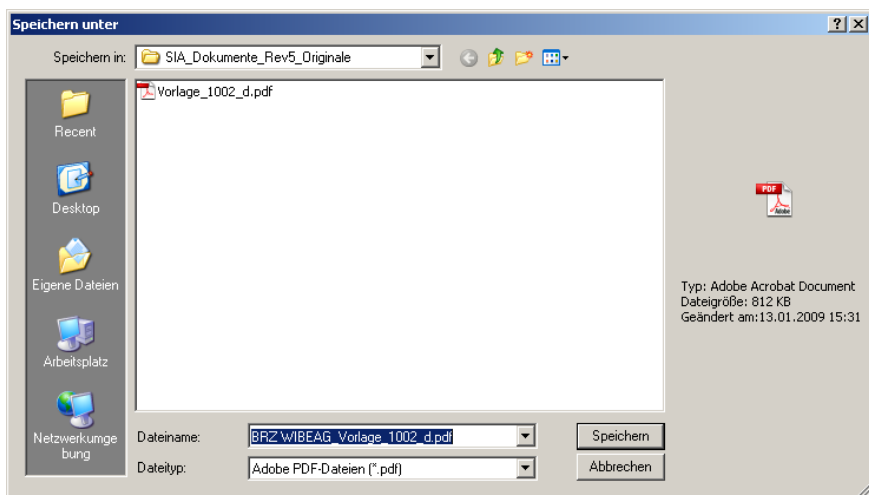 Speichern unter
Speichern in: SIA_Dokumente_Rev5_Originale
Vorlage_1002_d.pdf
Recent
Desktop
Eigene Dateien
Arbeitsplatz
Netzwerkumge
bung
PDF
Adobe
Typ: Adobe Acrobat Document
Dateigröße: 812 KB
Geändert am:13.01.2009 15:31
Dateiname: BRZ WIBEAG_Vorlage_1002_d.pdf Speichern
Dateityp: Adobe PDF-Dateien (*.pdf) Abbrechen